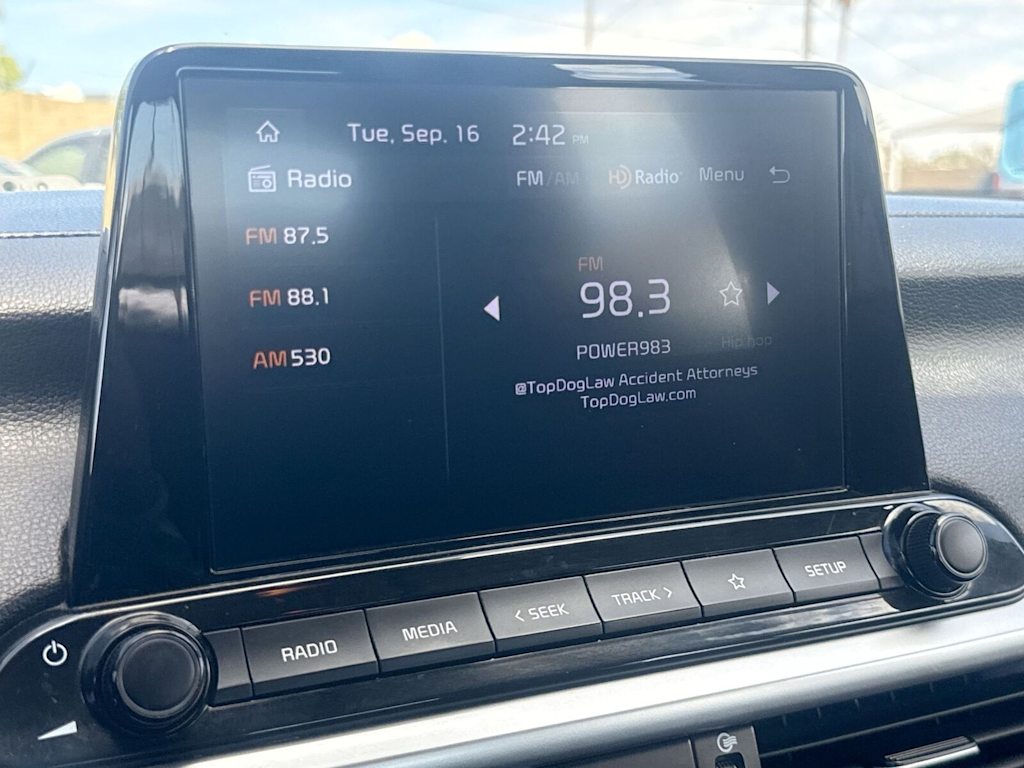 Tue, Sep. 16 2:42 PM
Radio FM/AM HD Radio Menu
FM 87.5
FM 88.1
AM 530
FM
98.3
POWER983 Hip hop
@TopDogLaw Accident Attorneys
TopDogLaw.com
RADIO MEDIA < SEEK TRACK > SETUP